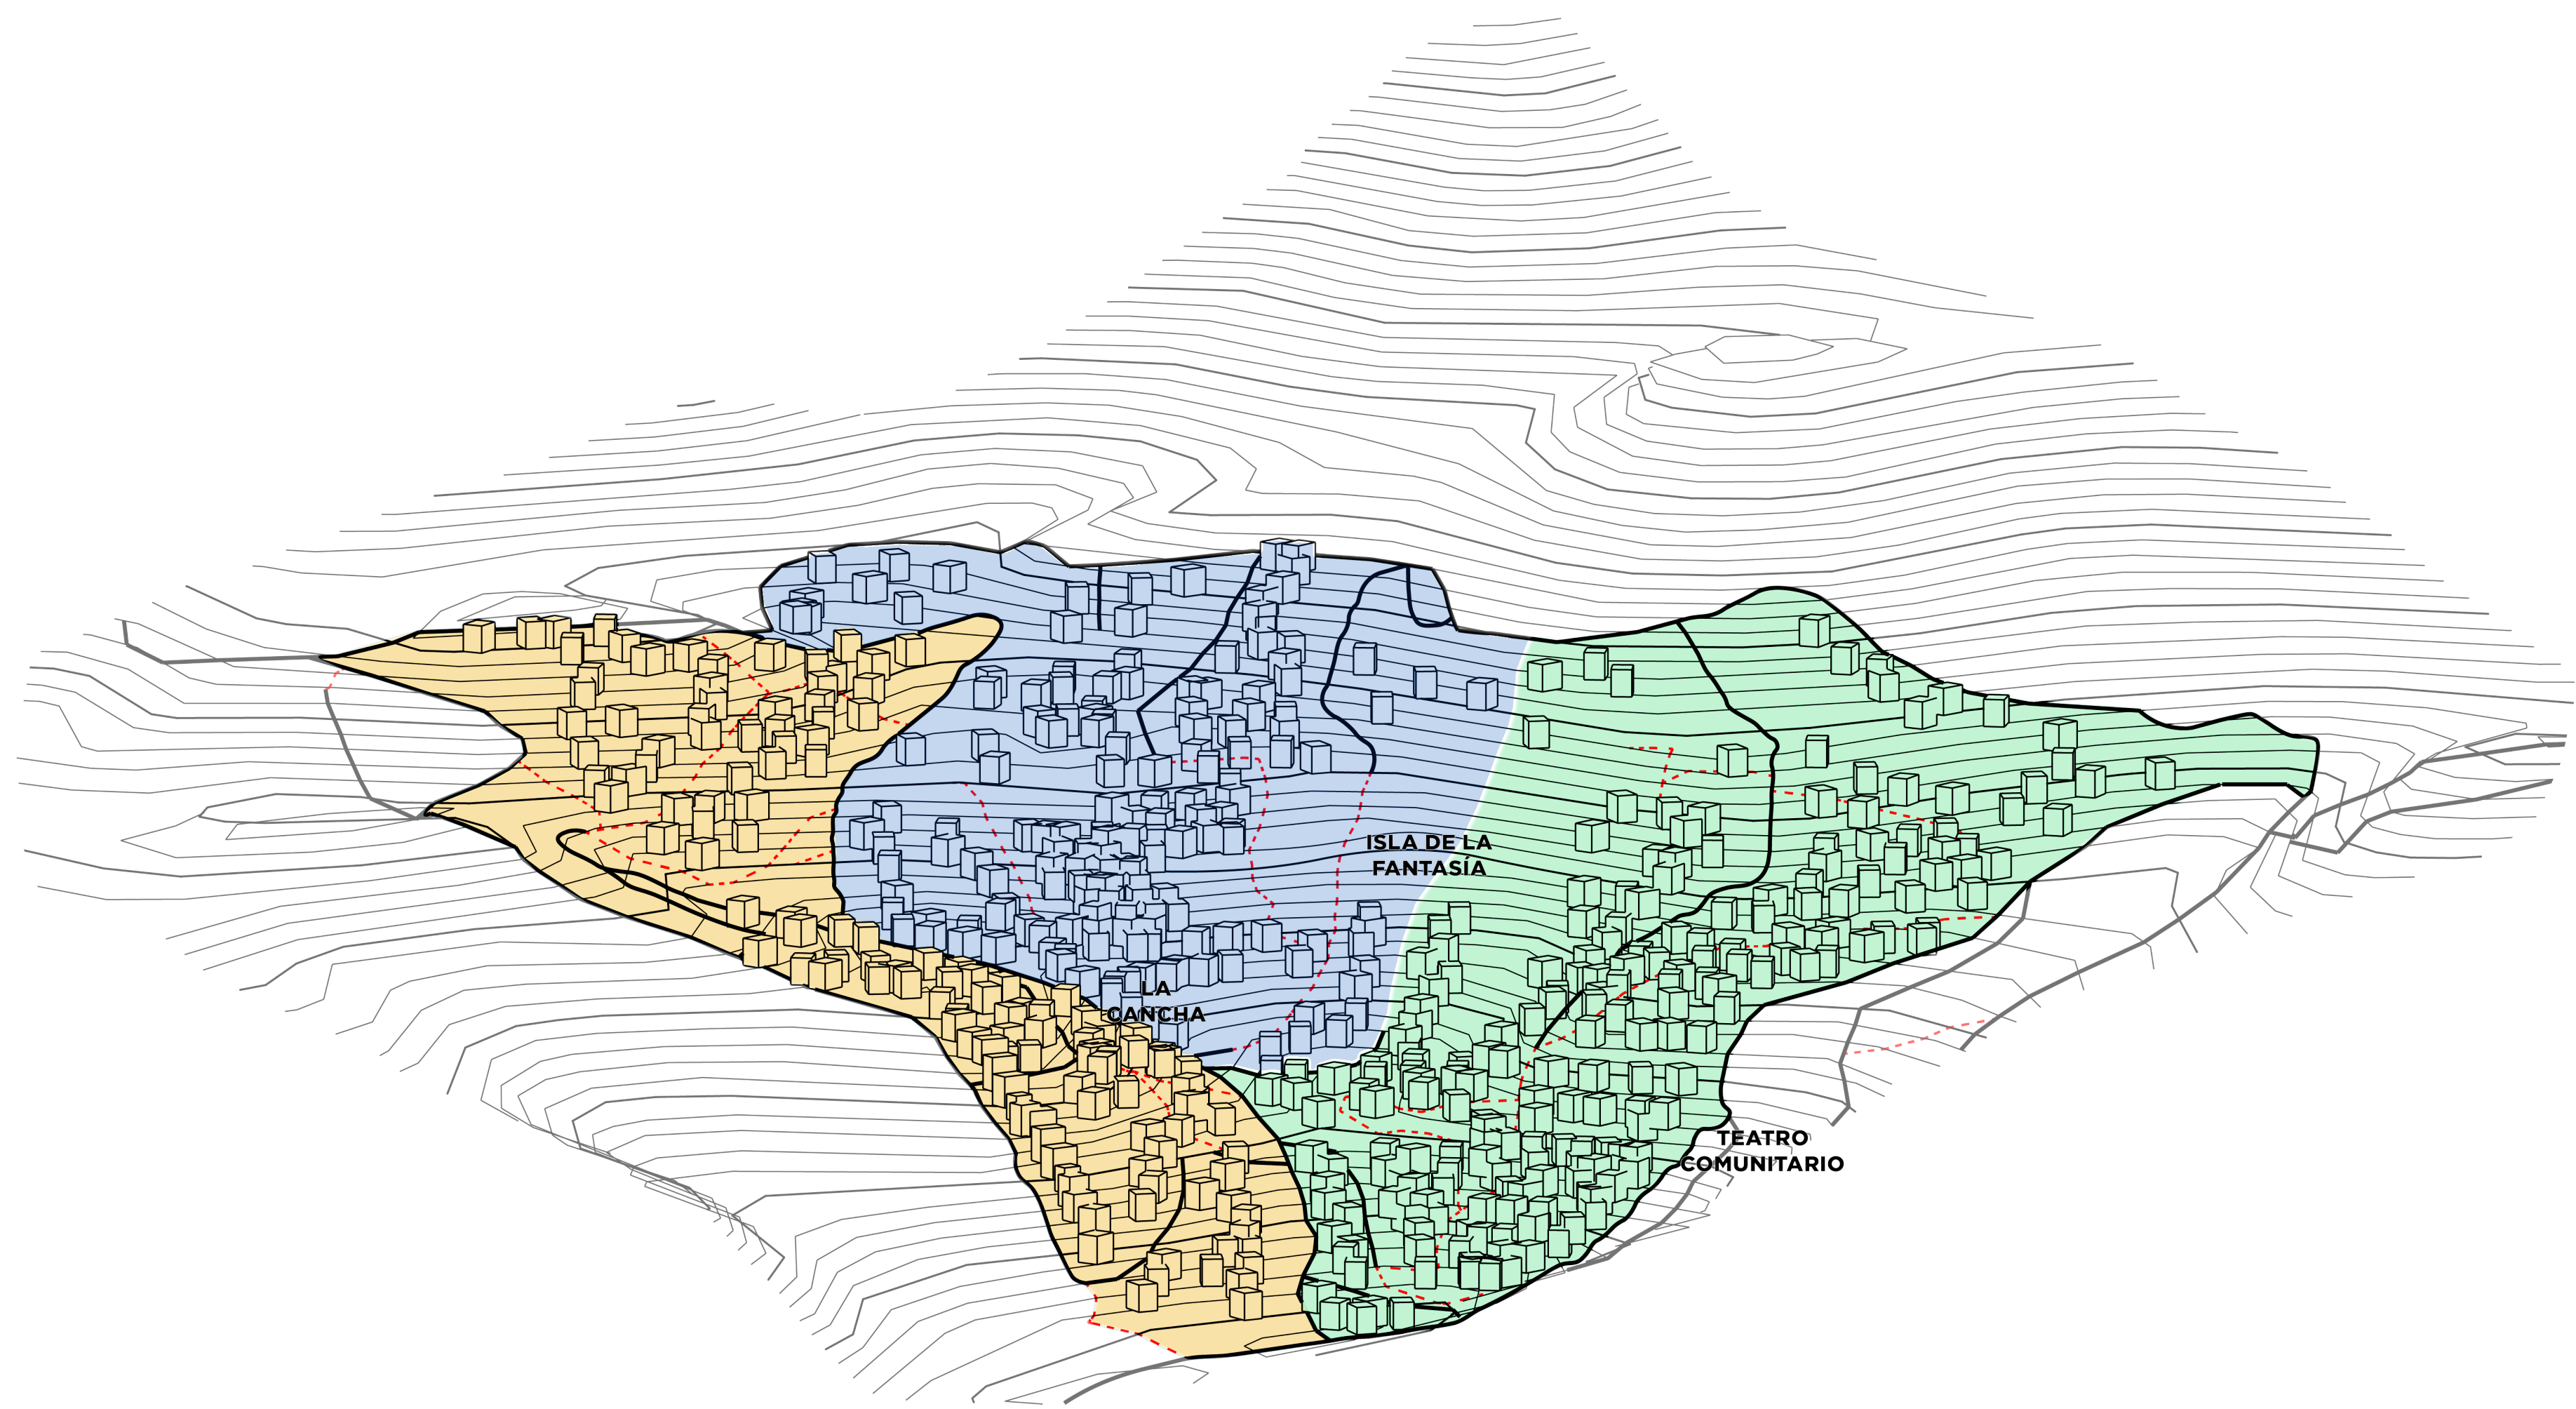 ISLA DE LA
FANTASÍA
LA
CANCHA
TEATRO
COMUNITARIO